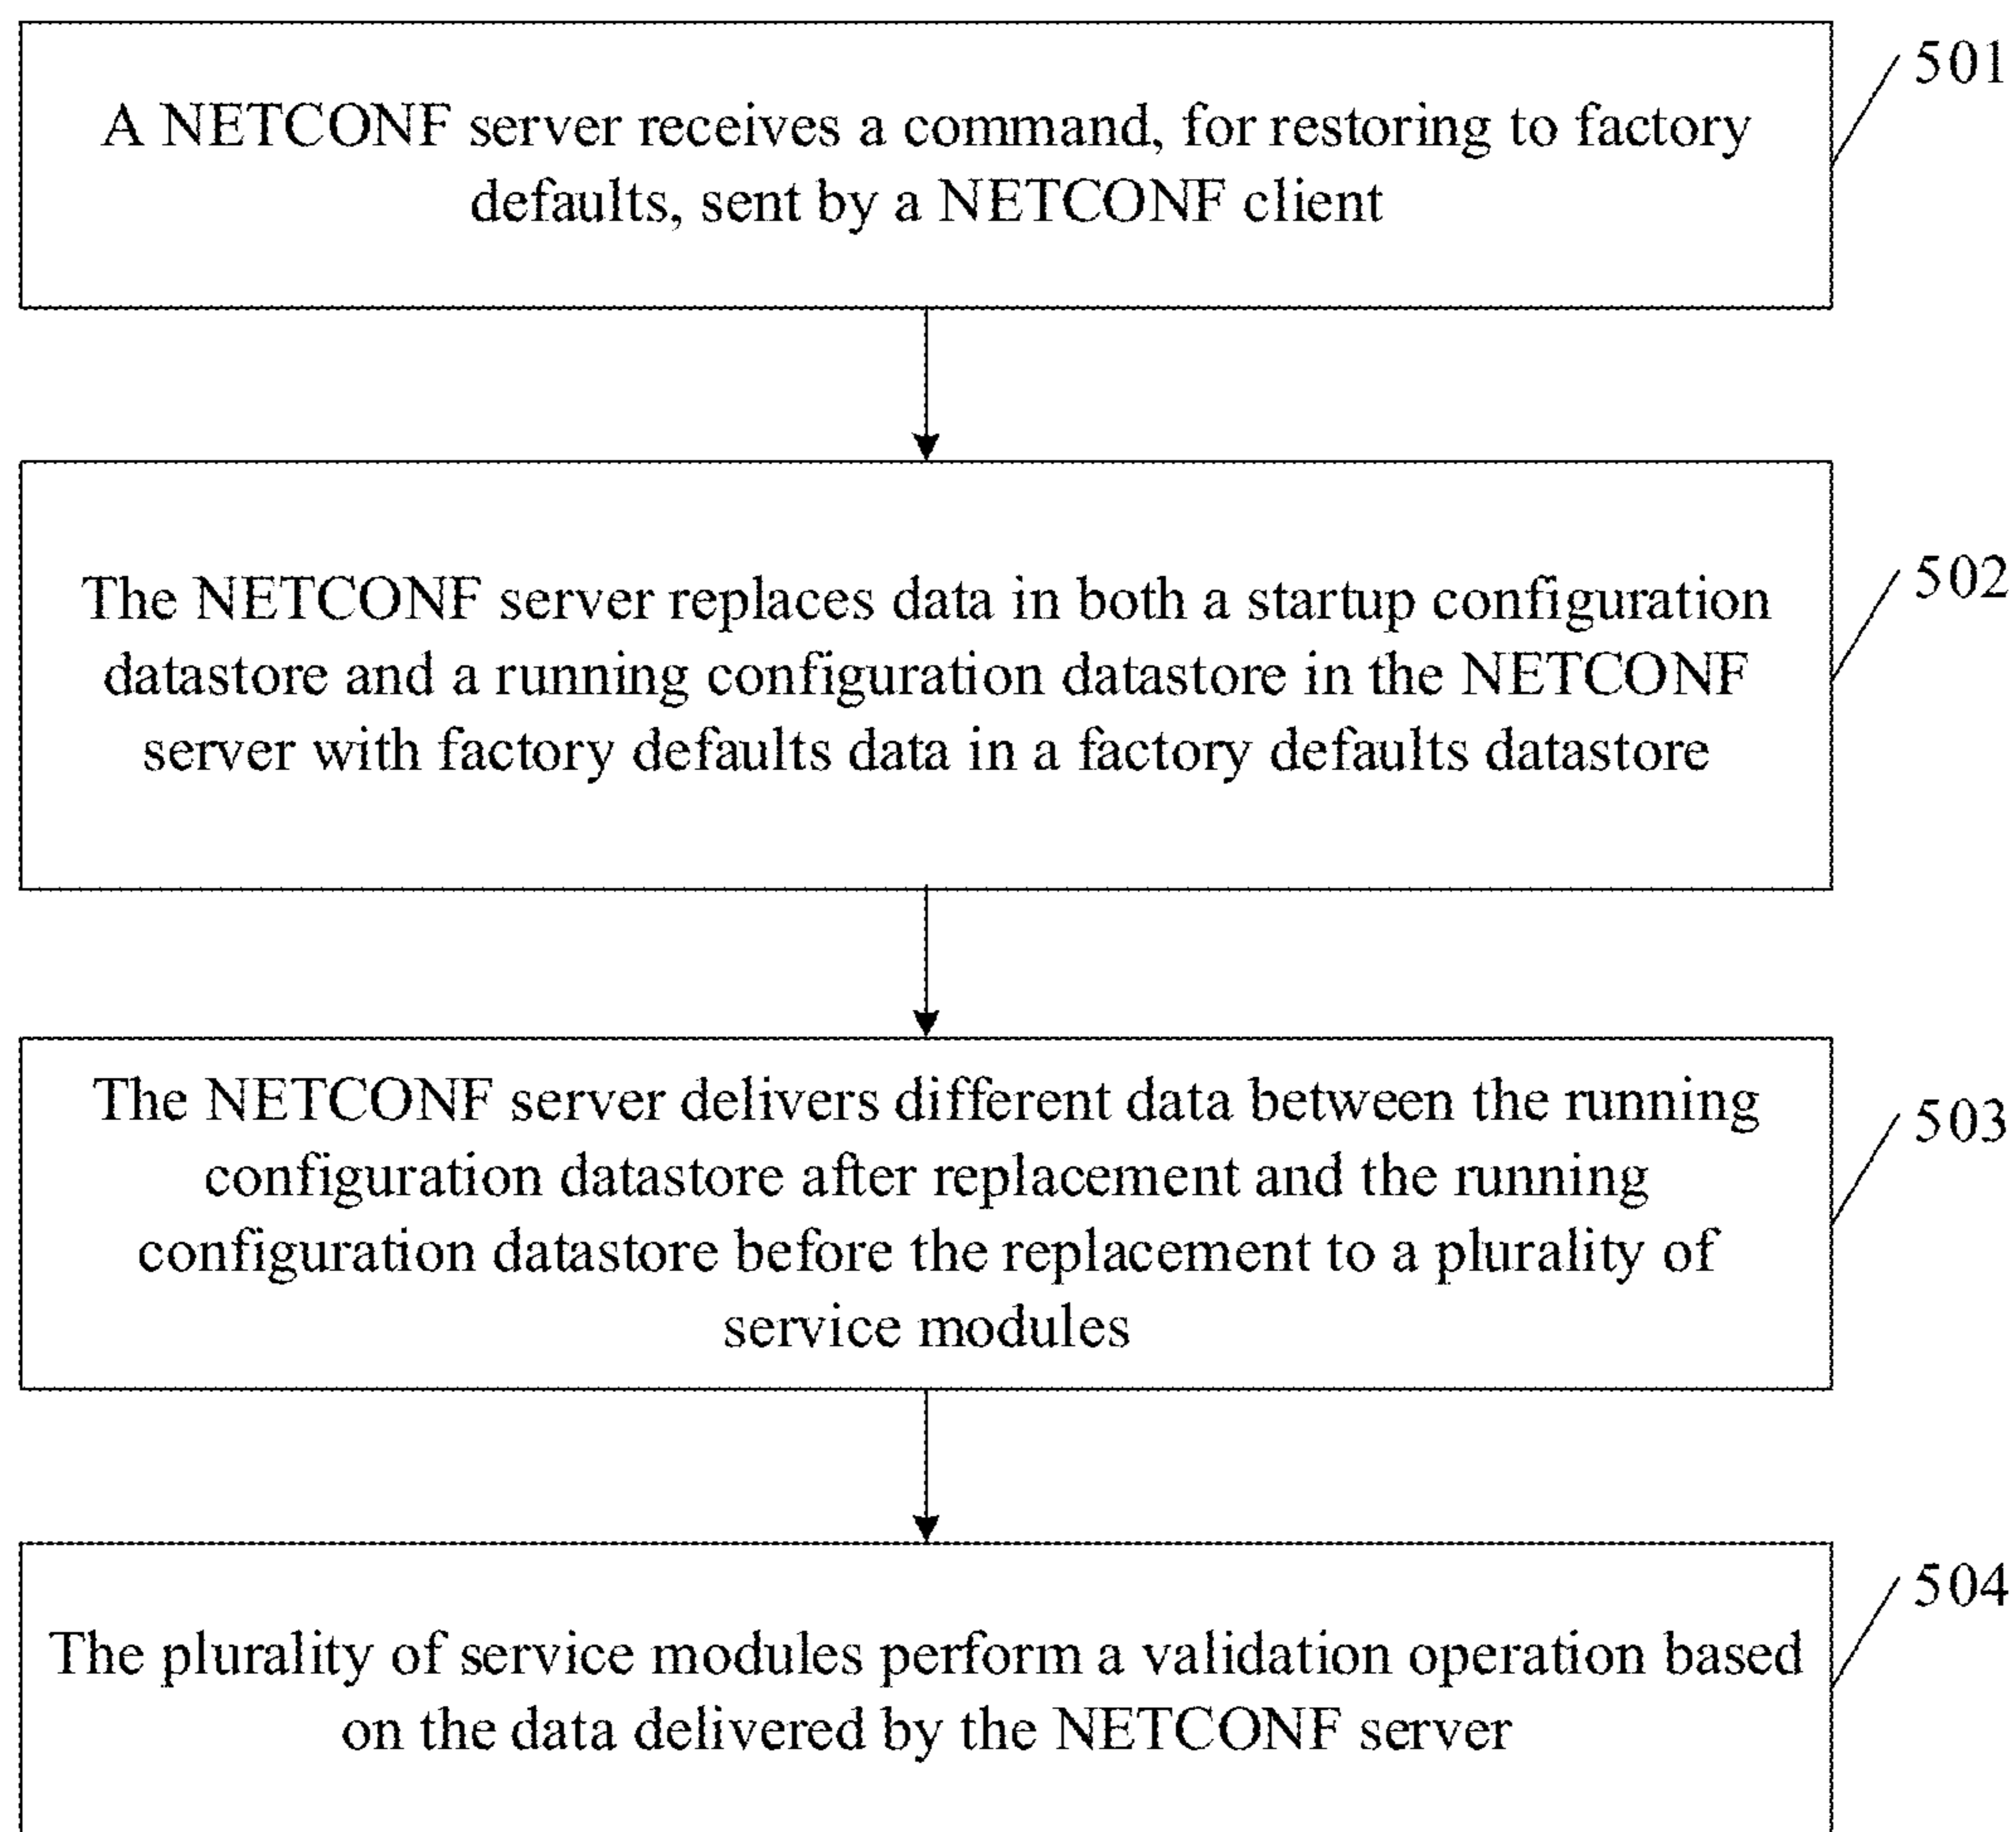 A NETCONF server receives a command, for restoring to factory
defaults, sent by a NETCONF client
501
The NETCONF server replaces data in both a startup configuration
datastore and a running configuration datastore in the NETCONF
server with factory defaults data in a factory defaults datastore
502
The NETCONF server delivers different data between the running
configuration datastore after replacement and the running
configuration datastore before the replacement to a plurality of
service modules
503
The plurality of service modules perform a validation operation based
on the data delivered by the NETCONF server
504